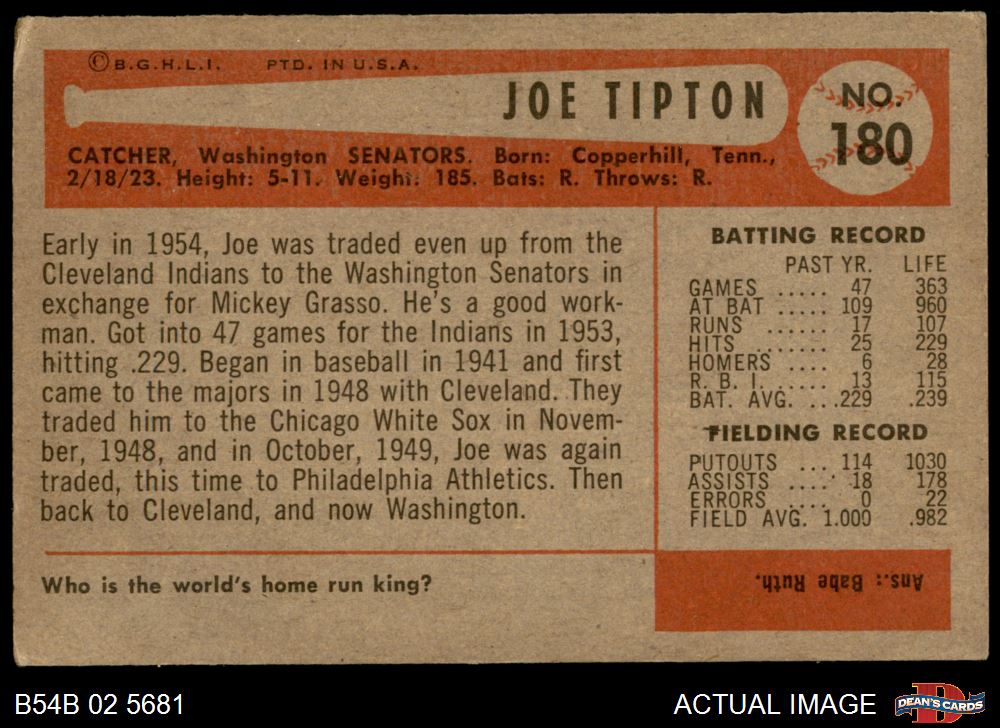 ©B.G.H.L.I. PTD. IN U.S.A.
JOE TIPTON
NO.
180
CATCHER, Washington SENATORS. Born: Copperhill, Tenn.,
2/18/23. Height: 5-11. Weight: 185. Bats: R. Throws: R.
Early in 1954, Joe was traded even up from the
Cleveland Indians to the Washington Senators in
exchange for Mickey Grasso. He's a good work-
man. Got into 47 games for the Indians in 1953,
hitting .229. Began in baseball in 1941 and first
came to the majors in 1948 with Cleveland. They
traded him to the Chicago White Sox in Novem-
ber, 1948, and in October, 1949, Joe was again
traded, this time to Philadelphia Athletics. Then
back to Cleveland, and now Washington.
BATTING RECORD
PAST YR. LIFE
GAMES ..... 47 363
AT BAT ..... 109 960
RUNS ...... 17 107
HITS ........ 25 229
HOMERS .... 6 28
R. B. I. ...... 13 115
BAT. AVG. ...229 .239
FIELDING RECORD
PUTOUTS ... 114 1030
ASSISTS ..... 18 178
ERRORS .... 0 22
FIELD AVG. 1.000 .982
Who is the world's home run king?
Ans.: Babe Ruth.
B54B 02 5681
ACTUAL IMAGE
DEAN'S CARDS